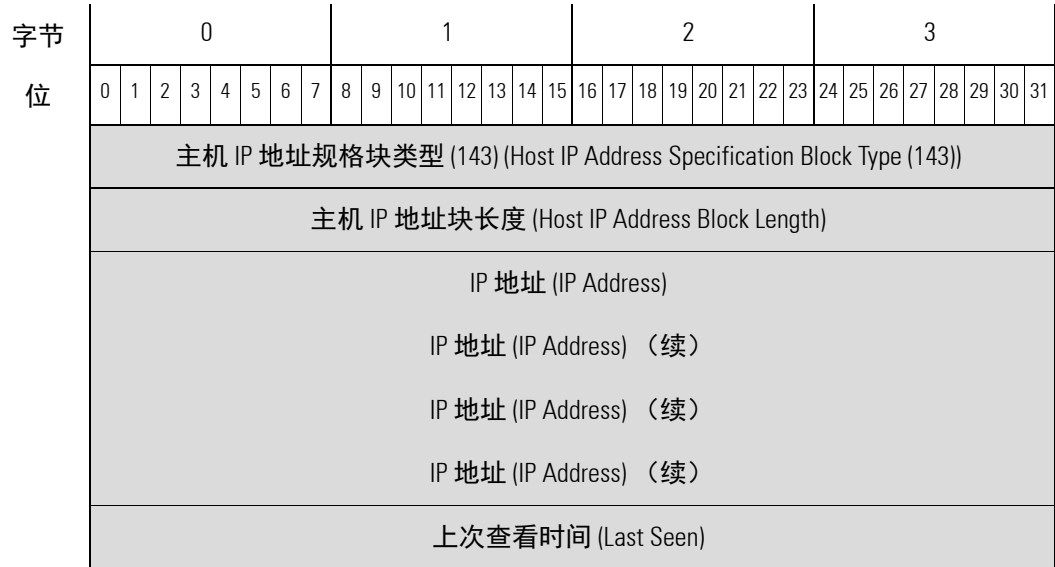 字节 0 1 2 3
位 0 1 2 3 4 5 6 7 8 9 10 11 12 13 14 15 16 17 18 19 20 21 22 23 24 25 26 27 28 29 30 31
主机 IP 地址规格块类型 (143) (Host IP Address Specification Block Type (143))
主机 IP 地址块长度 (Host IP Address Block Length)
IP 地址 (IP Address)
IP 地址 (IP Address) （续）
IP 地址 (IP Address) （续）
IP 地址 (IP Address) （续）
上次查看时间 (Last Seen)